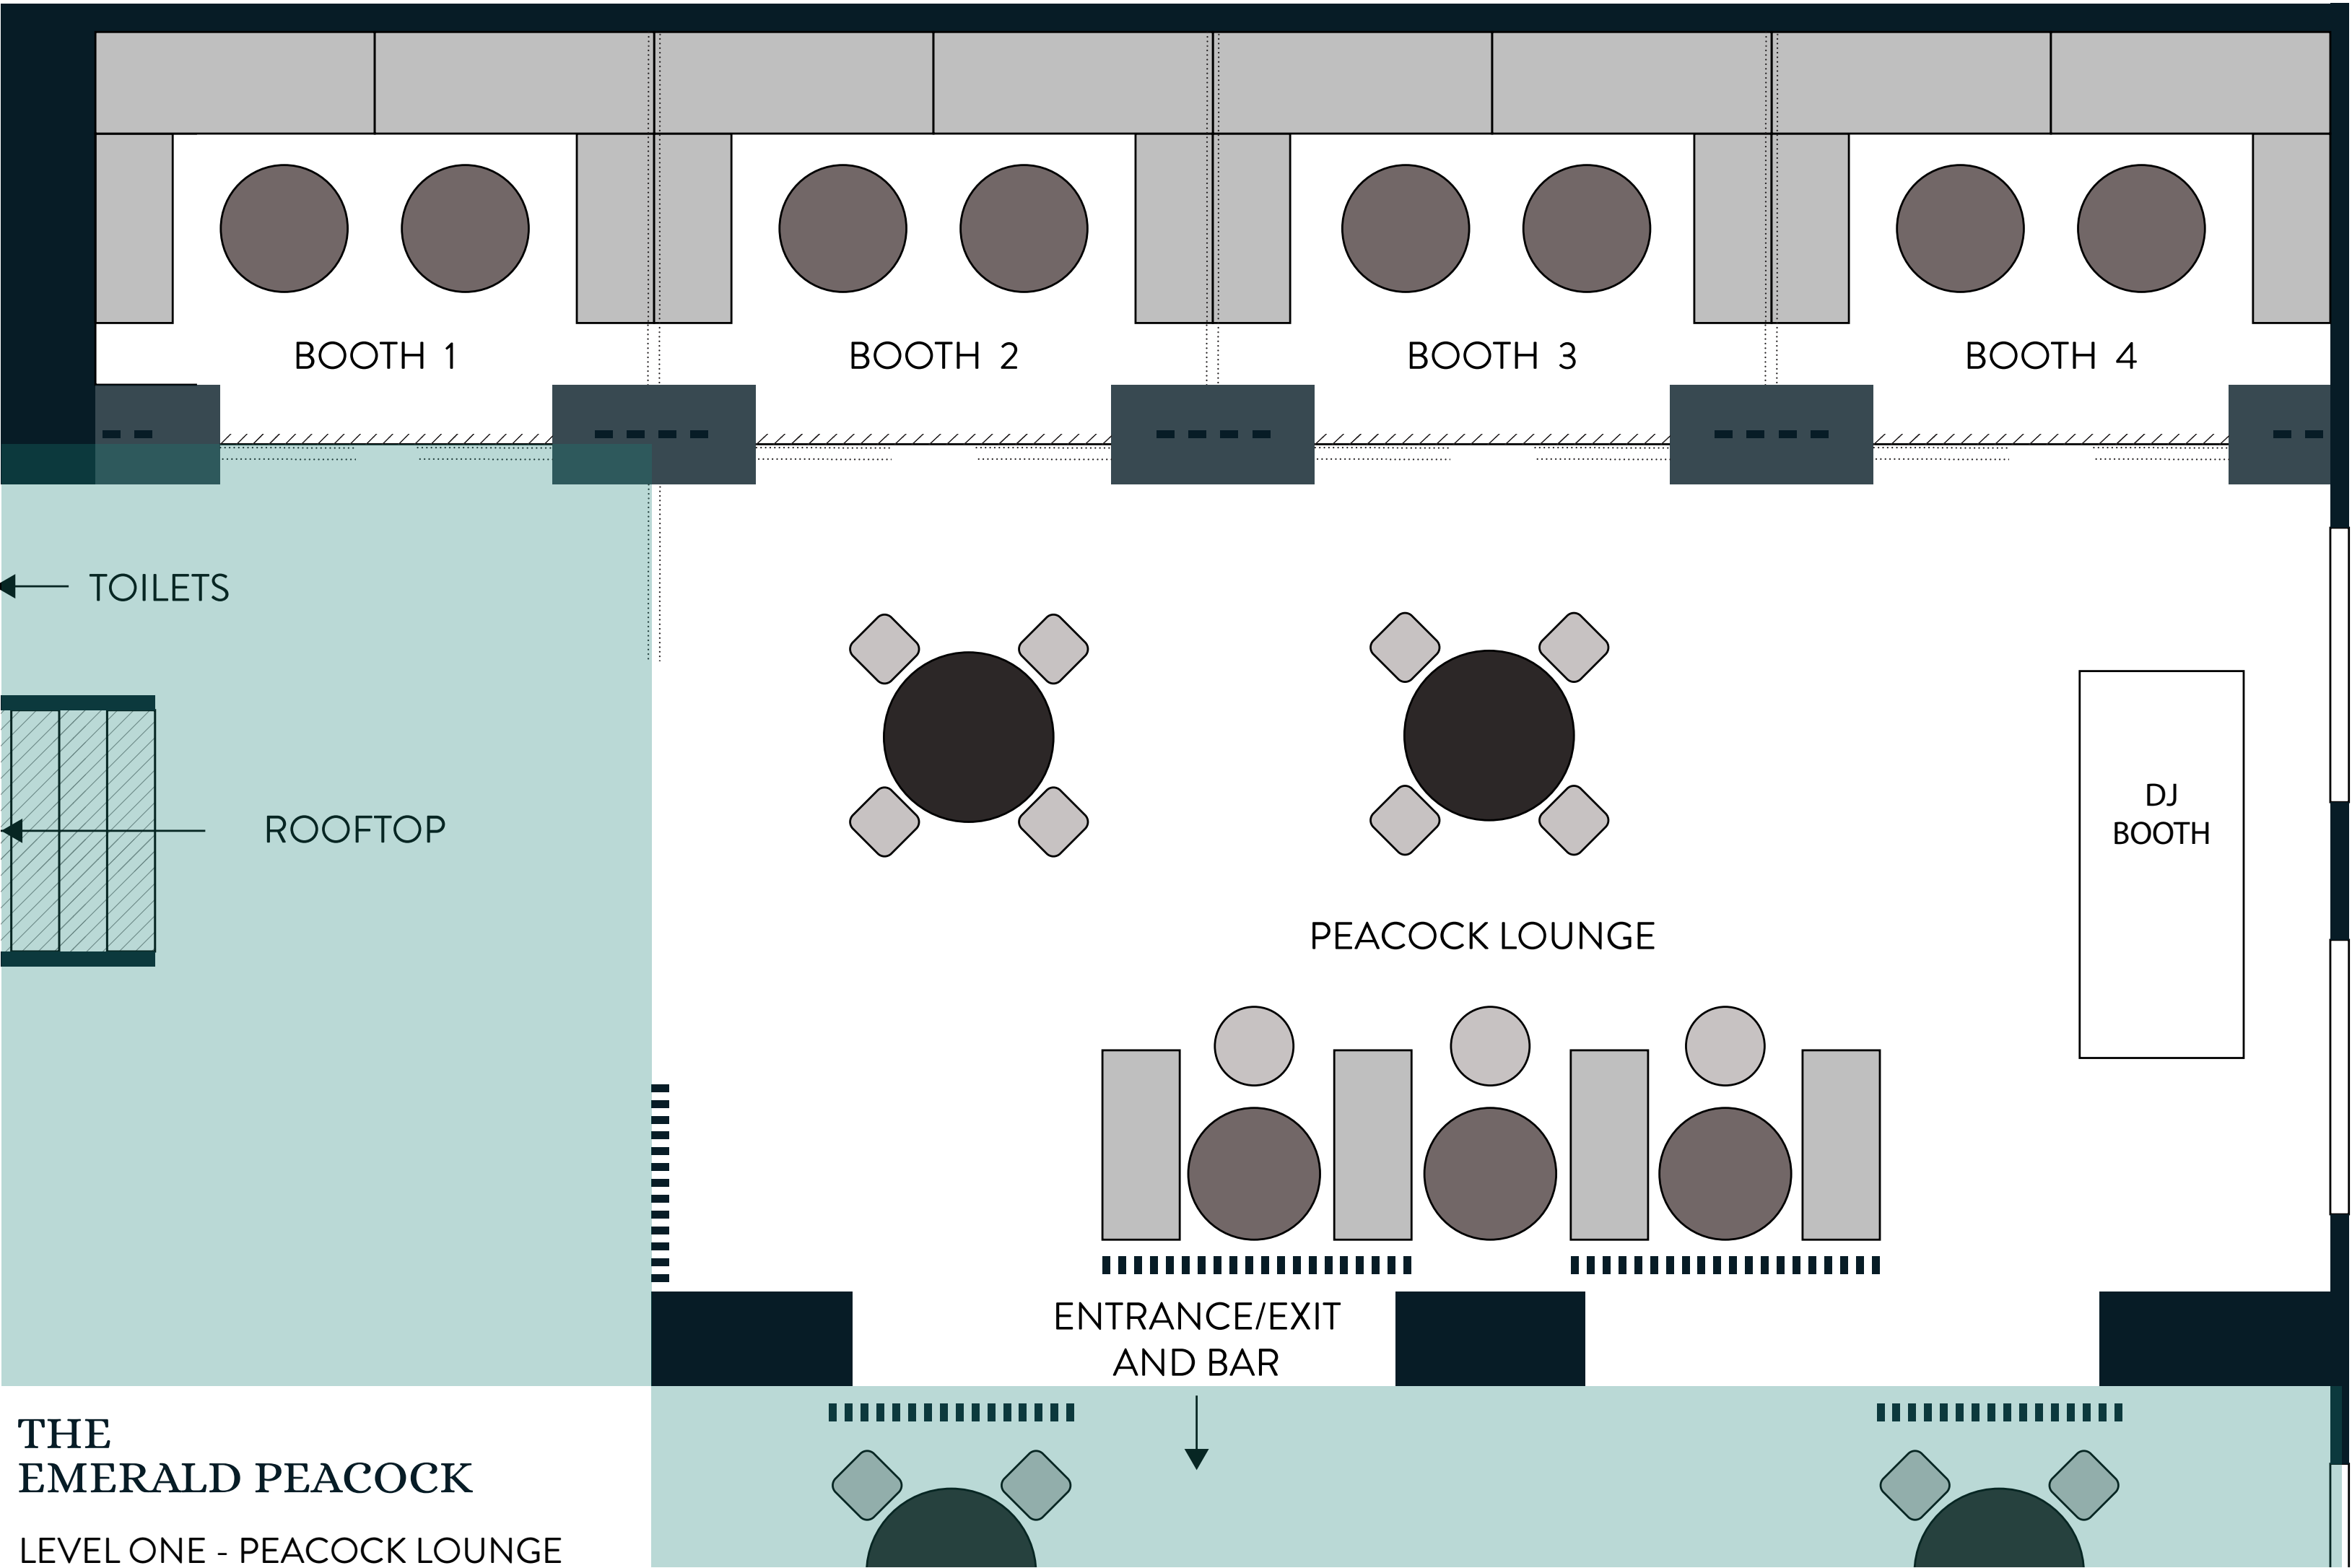 BOOTH 1
BOOTH 2
BOOTH 3
BOOTH 4
TOILETS
ROOFTOP
DJ
BOOTH
PEACOCK LOUNGE
ENTRANCE/EXIT
AND BAR
THE
EMERALD PEACOCK
LEVEL ONE - PEACOCK LOUNGE